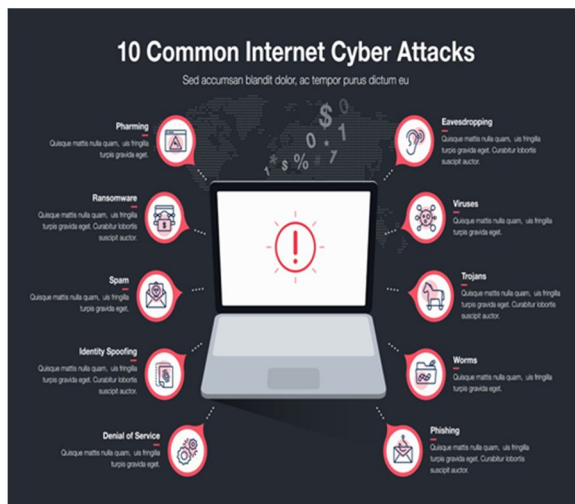 10 Common Internet Cyber Attacks
Sed accumsan blandit dolor, ac tempor purus dictum eu
Pharming
Quisque mattis nulla quam, uis fringilla
turpis gravida eget.
Ransomware
Quisque mattis nulla quam, uis fringilla
turpis gravida eget. Curabitur lobortis
suscipit auctor.
Spam
Quisque mattis nulla quam, uis fringilla
turpis gravida eget.
Identity Spoofing
Quisque mattis nulla quam, uis fringilla
turpis gravida eget. Curabitur lobortis
suscipit auctor.
Denial of Service
Quisque mattis nulla quam, uis fringilla
turpis gravida eget.
$ 0
0 * 1
* $ % * 7
1
!
$
Eavesdropping
Quisque mattis nulla quam, uis fringilla
turpis gravida eget. Curabitur lobortis
suscipit auctor.
Viruses
Quisque mattis nulla quam, uis fringilla
turpis gravida eget.
Trojans
Quisque mattis nulla quam, uis fringilla
turpis gravida eget. Curabitur lobortis
suscipit auctor.
Worms
Quisque mattis nulla quam, uis fringilla
turpis gravida eget.
Phishing
Quisque mattis nulla quam, uis fringilla
turpis gravida eget. Curabitur lobortis
suscipit auctor.